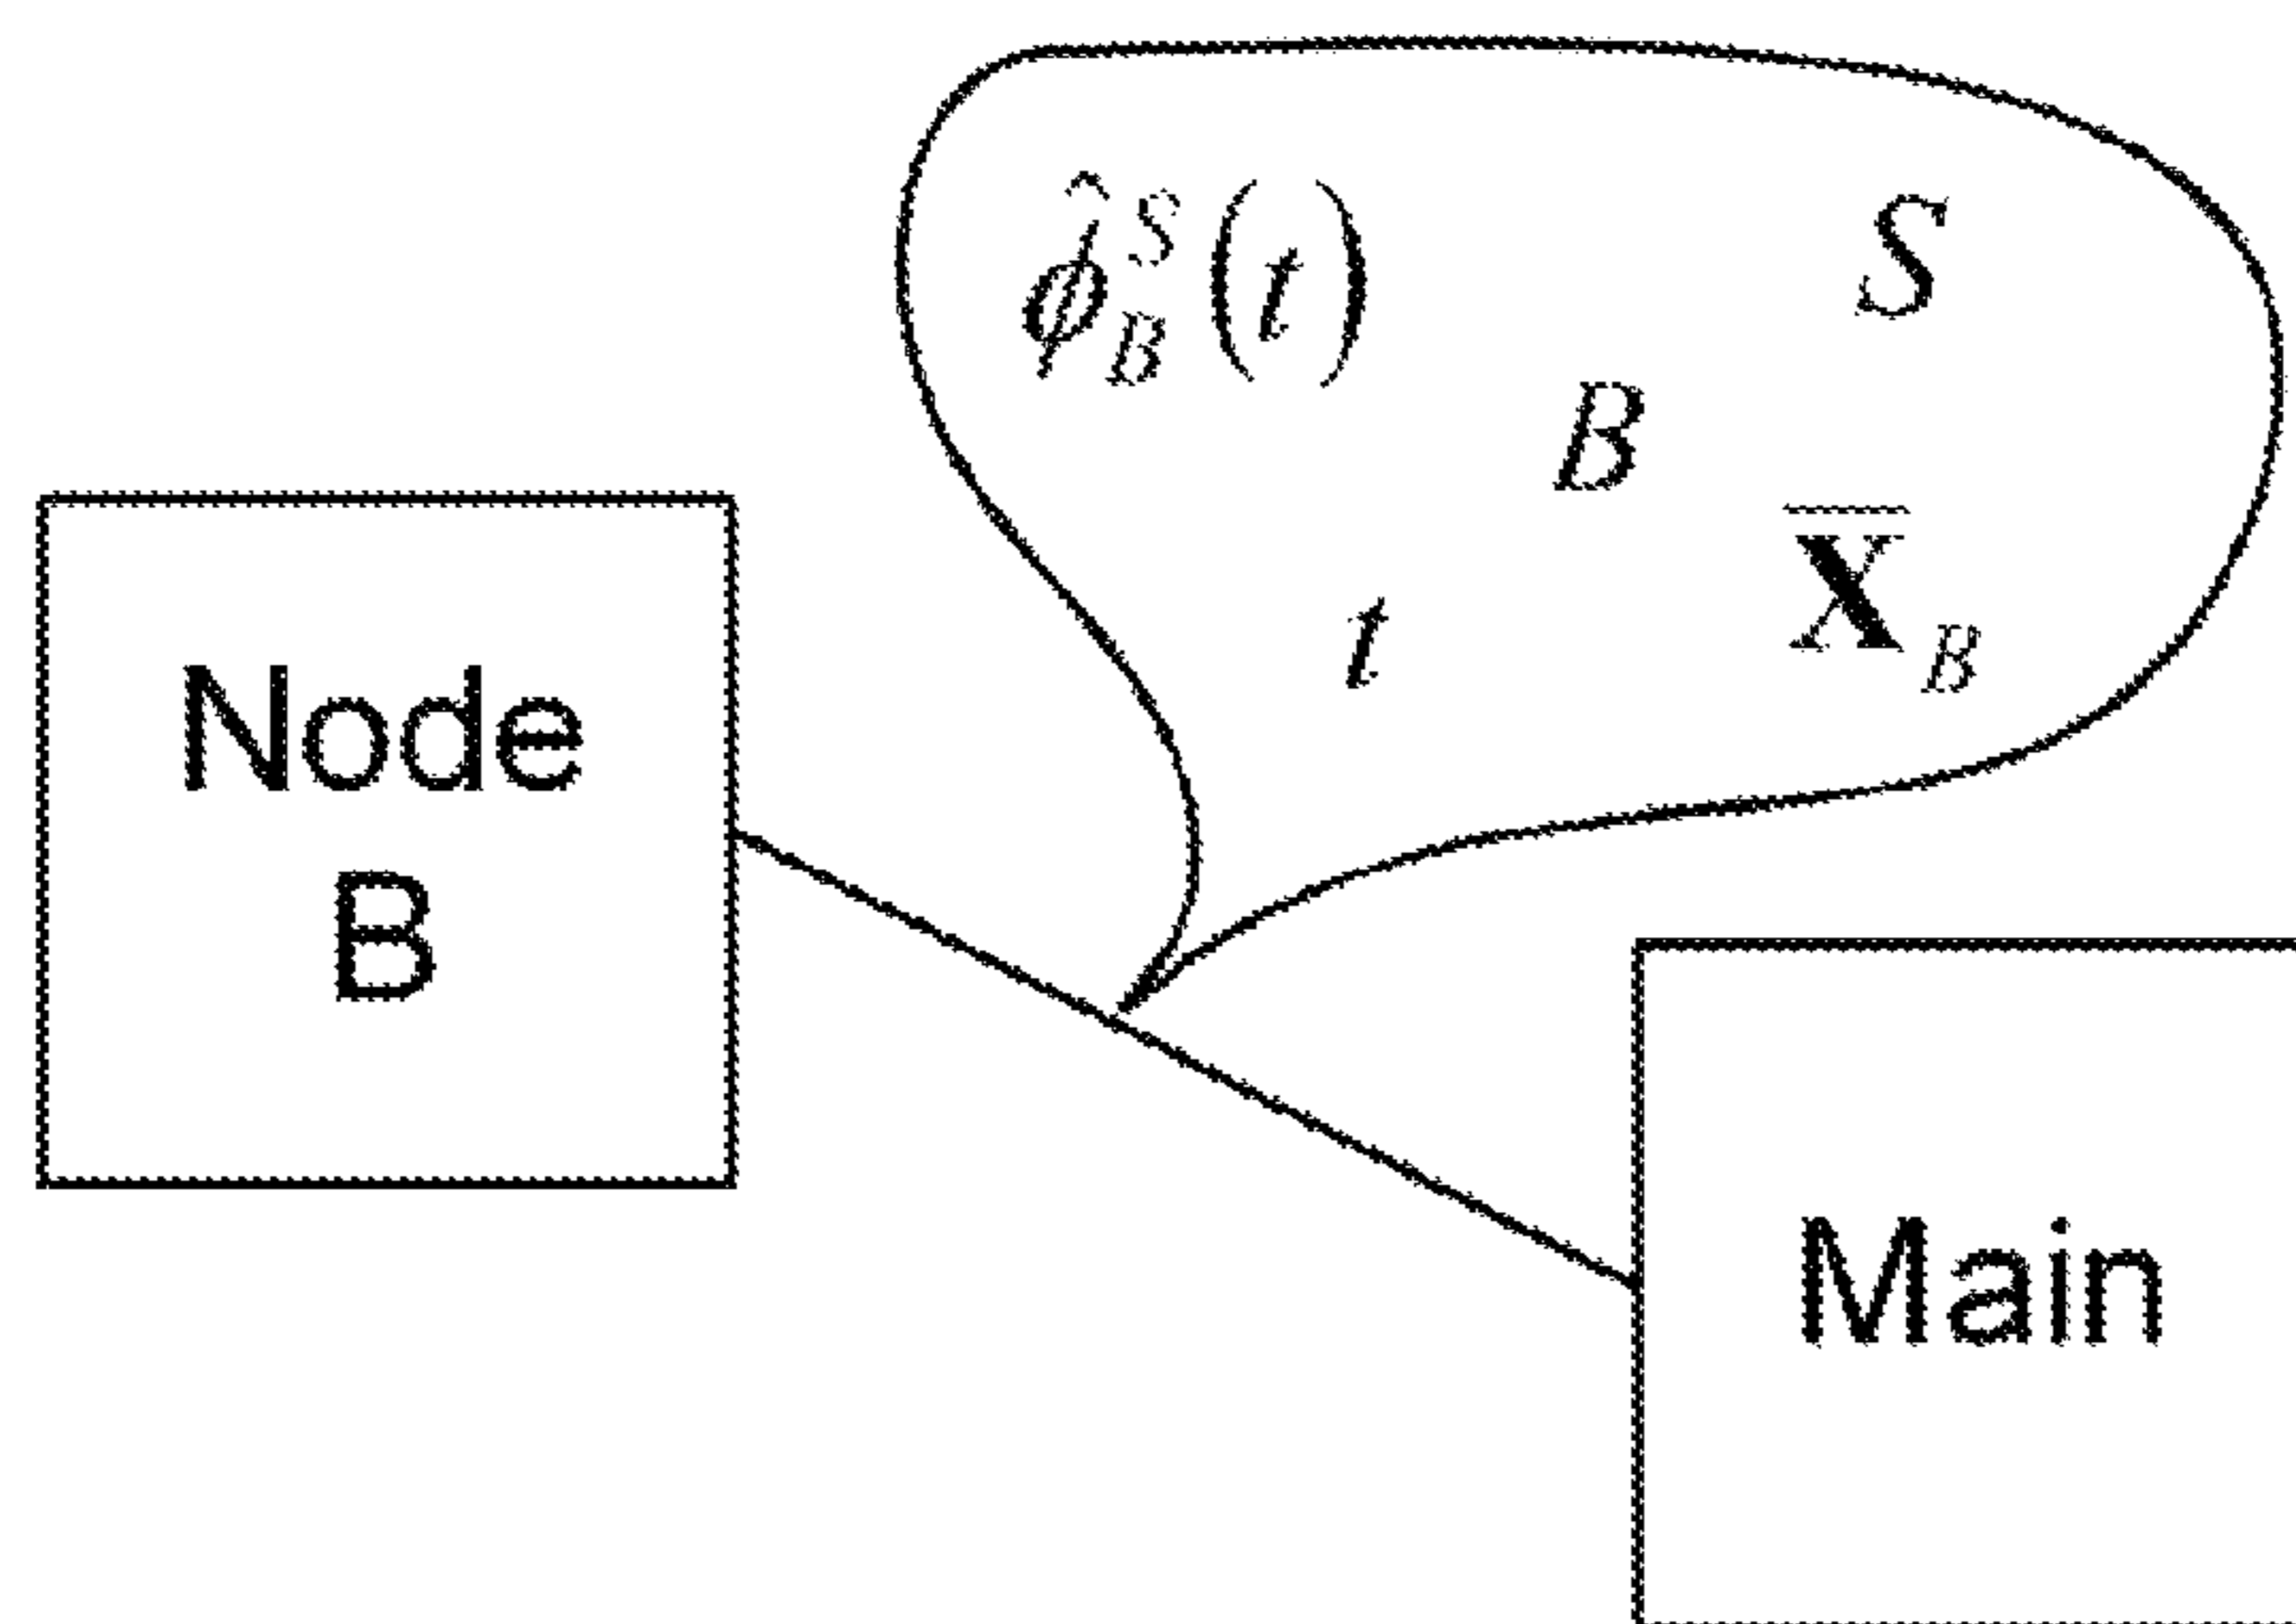 φ̂_B^S(t)
S
B
X̅_B
t
Node
B
Main